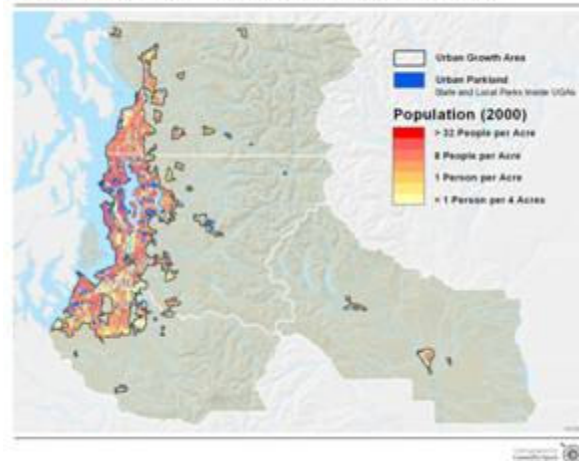 Urban Growth Area
Urban Parkland
State and Local Parks Inside UGAs
Population (2000)
> 32 People per Acre
8 People per Acre
1 Person per Acre
< 1 Person per 4 Acres